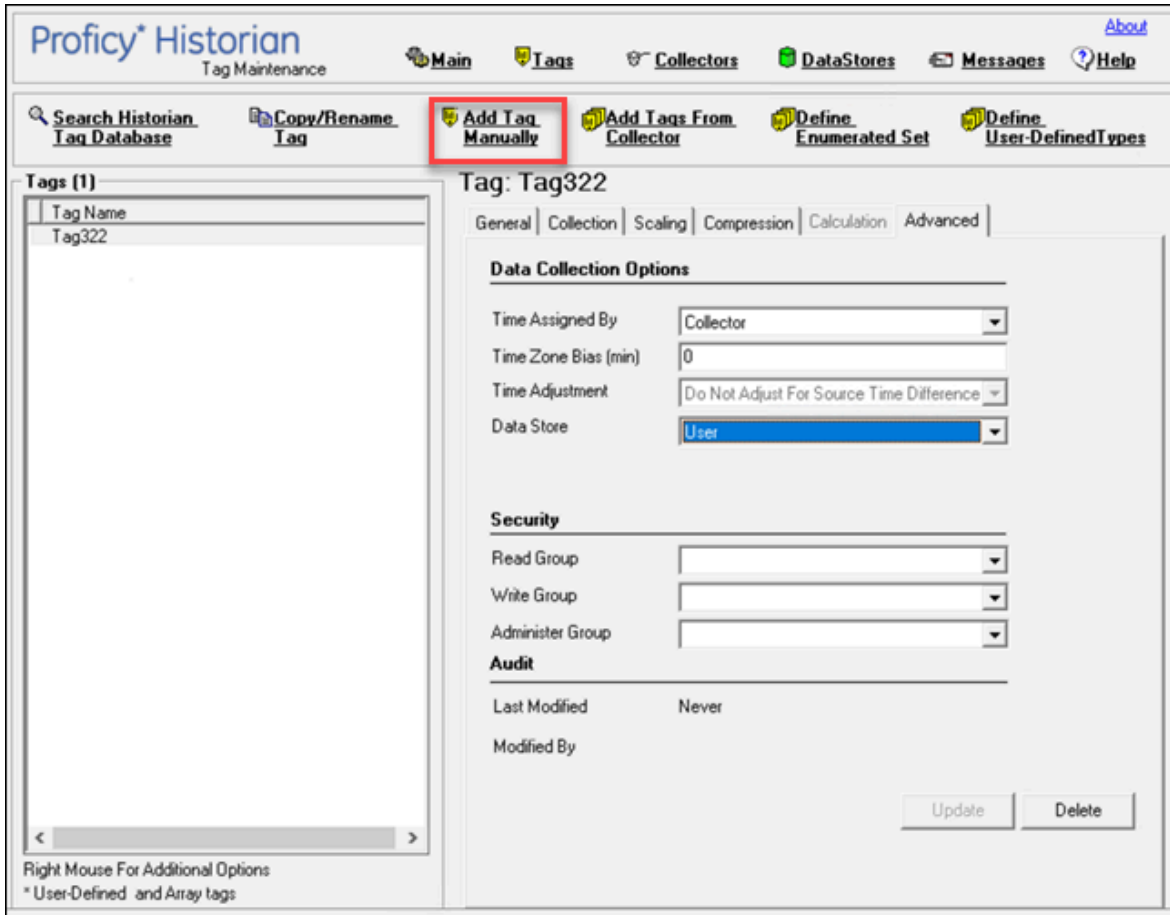 Proficy* Historian
Tag Maintenance
About
Main
Tags
Collectors
DataStores
Messages
Help
Search Historian
Tag Database
Copy/Rename
Tag
Add Tag
Manually
Add Tags From
Collector
Define
Enumerated Set
Define
User-DefinedTypes
Tags (1)
Tag Name
Tag322
Right Mouse For Additional Options
* User-Defined and Array tags
Tag: Tag322
General Collection Scaling Compression Calculation Advanced
Data Collection Options
Time Assigned By Collector
Time Zone Bias (min) 0
Time Adjustment Do Not Adjust For Source Time Difference
Data Store User
Security
Read Group
Write Group
Administer Group
Audit
Last Modified Never
Modified By
Update Delete